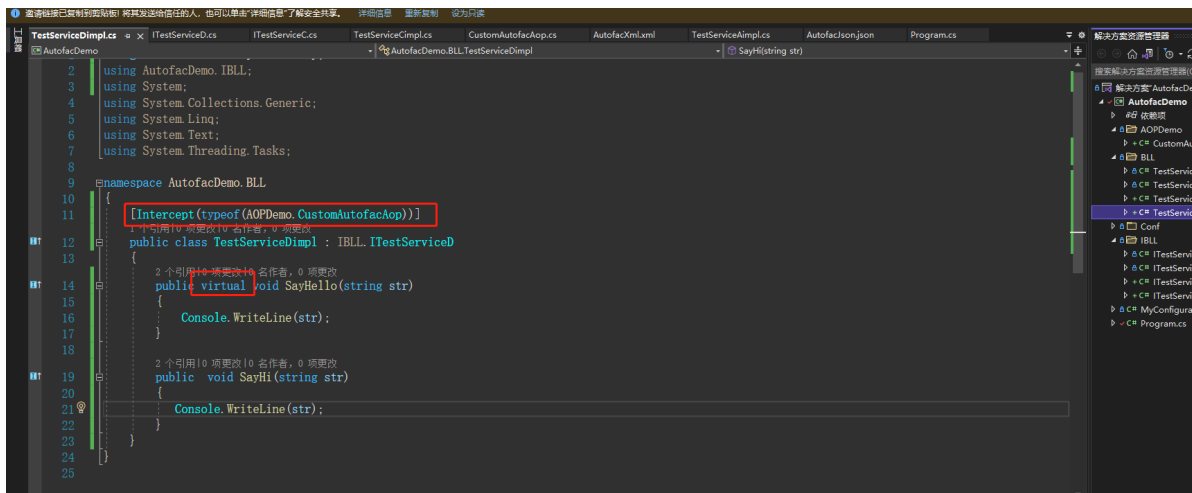 邀请链接已复制到剪贴板! 将其发送给信任的人，也可以单击"详细信息"了解安全共享。 详细信息 重新复制 设为只读
TestServiceDimpl.cs ITestServiceD.cs ITestServiceC.cs TestServiceCimpl.cs CustomAutofacAop.cs AutofacXml.xml TestServiceAimpl.cs AutofacJson.json Program.cs
AutofacDemo AutofacDemo.BLL.TestServiceDimpl SayHi(string str)
2 using AutofacDemo.IBLL;
3 using System;
4 using System.Collections.Generic;
5 using System.Linq;
6 using System.Text;
7 using System.Threading.Tasks;
8
9 namespace AutofacDemo.BLL
10 {
11 [Intercept(typeof(AOPDemo.CustomAutofacAop))]
1 个引用|0 项更改|0 名作者，0 项更改
12 public class TestServiceDimpl : IBLL.ITestServiceD
13 {
2 个引用|0 项更改|0 名作者，0 项更改
14 public virtual void SayHello(string str)
15 {
16 Console.WriteLine(str);
17 }
18
2 个引用|0 项更改|0 名作者，0 项更改
19 public void SayHi(string str)
20 {
21 Console.WriteLine(str);
22 }
23 }
24 }
25
解决方案资源管理器
搜索解决方案资源管理器(
解决方案"AutofacDe
AutofacDemo
依赖项
AOPDemo
C# CustomAu
BLL
C# TestServic
C# TestServic
C# TestServic
C# TestServic
Conf
IBLL
C# ITestServi
C# ITestServi
C# ITestServi
C# ITestServi
C# MyConfigura
C# Program.cs